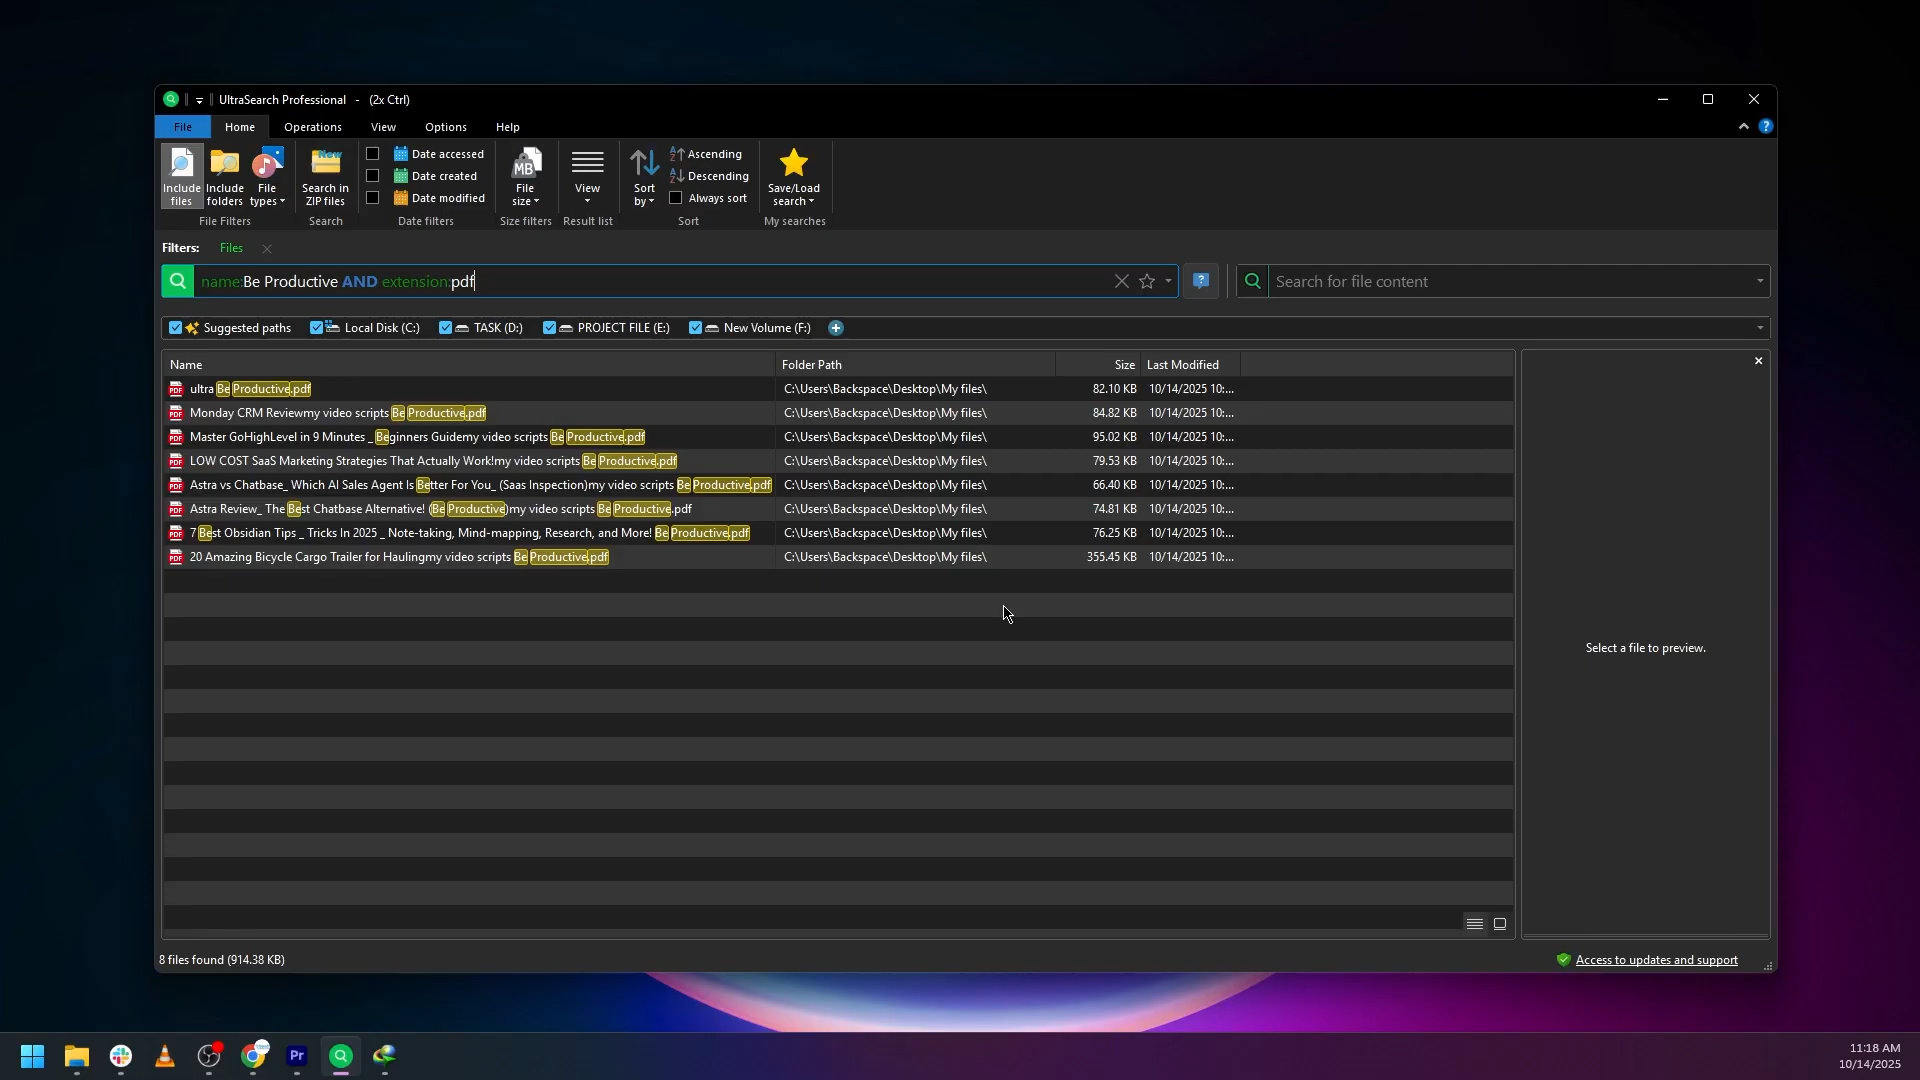 UltraSearch Professional - (2x Ctrl)
File Home Operations View Options Help
Include files
Include folders
File types
Search in ZIP files
Date accessed
Date created
Date modified
File size
View
Sort by
Ascending
Descending
Always sort
Save/Load search
File Filters Search Date filters Size filters Result list Sort My searches
Filters: Files
name:Be Productive AND extension:pdf
Search for file content
Suggested paths Local Disk (C:) TASK (D:) PROJECT FILE (E:) New Volume (F:)
Name Folder Path Size Last Modified
ultra Be Productive.pdf C:\Users\Backspace\Desktop\My files\ 82.10 KB 10/14/2025 10:...
Monday CRM Reviewmy video scripts Be Productive.pdf C:\Users\Backspace\Desktop\My files\ 84.82 KB 10/14/2025 10:...
Master GoHighLevel in 9 Minutes _ Beginners Guidemy video scripts Be Productive.pdf C:\Users\Backspace\Desktop\My files\ 95.02 KB 10/14/2025 10:...
LOW COST SaaS Marketing Strategies That Actually Work!my video scripts Be Productive.pdf C:\Users\Backspace\Desktop\My files\ 79.53 KB 10/14/2025 10:...
Astra vs Chatbase_ Which AI Sales Agent Is Better For You_ (Saas Inspection)my video scripts Be Productive.pdf C:\Users\Backspace\Desktop\My files\ 66.40 KB 10/14/2025 10:...
Astra Review_ The Best Chatbase Alternative! (Be Productive)my video scripts Be Productive.pdf C:\Users\Backspace\Desktop\My files\ 74.81 KB 10/14/2025 10:...
7 Best Obsidian Tips _ Tricks In 2025 _ Note-taking, Mind-mapping, Research, and More! Be Productive.pdf C:\Users\Backspace\Desktop\My files\ 76.25 KB 10/14/2025 10:...
20 Amazing Bicycle Cargo Trailer for Haulingmy video scripts Be Productive.pdf C:\Users\Backspace\Desktop\My files\ 355.45 KB 10/14/2025 10:...
Select a file to preview.
8 files found (914.38 KB)
Access to updates and support
11:18 AM
10/14/2025